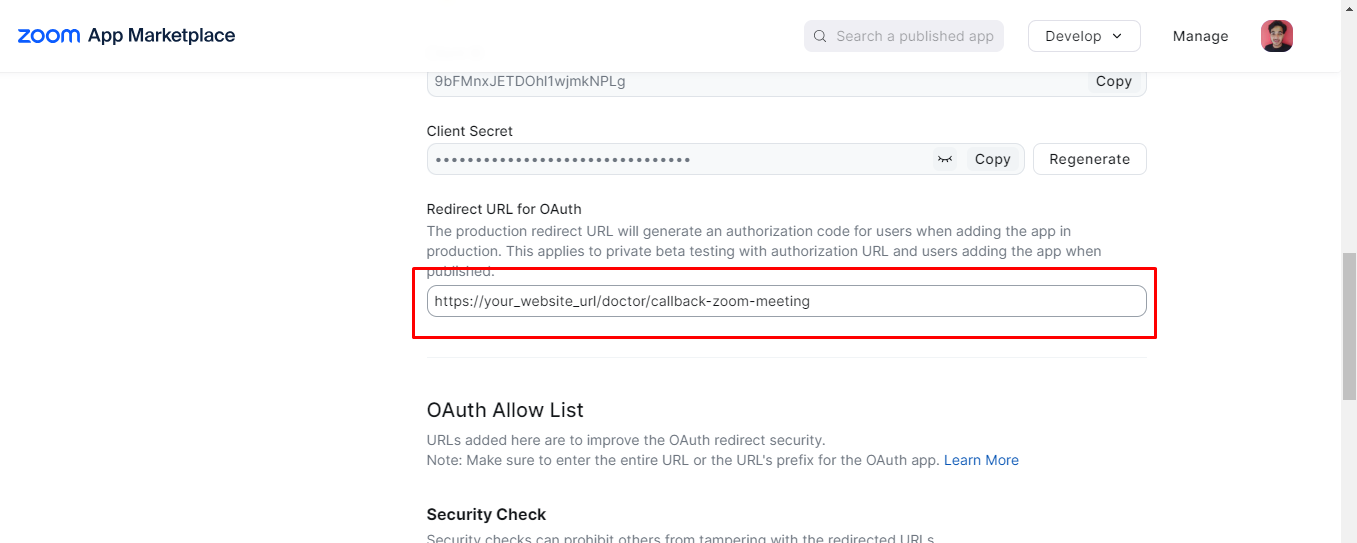 zoom App Marketplace
Search a published app
Develop
Manage
9bFMnxJETDOhl1wjmkNPLg
Copy
Client Secret
••••••••••••••••••••••••••••••••
Copy
Regenerate
Redirect URL for OAuth
The production redirect URL will generate an authorization code for users when adding the app in
production. This applies to private beta testing with authorization URL and users adding the app when
published.
https://your_website_url/doctor/callback-zoom-meeting
OAuth Allow List
URLs added here are to improve the OAuth redirect security.
Note: Make sure to enter the entire URL or the URL's prefix for the OAuth app. Learn More
Security Check
Security checks can prohibit others from tampering with the redirected URLs.